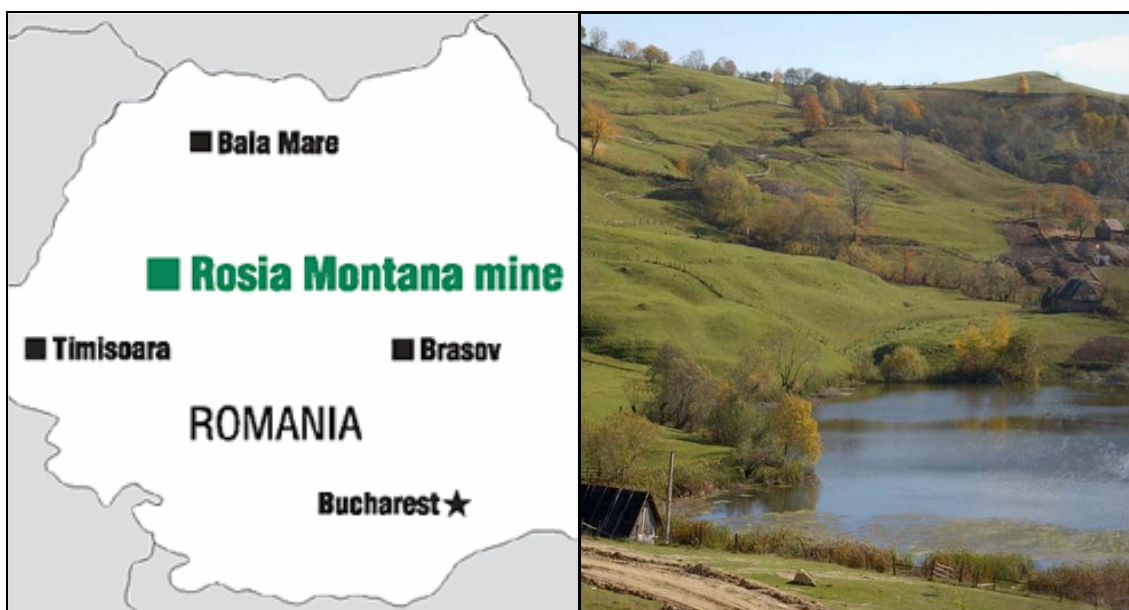 Baia Mare
Rosia Montana mine
Timisoara
Brasov
ROMANIA
Bucharest